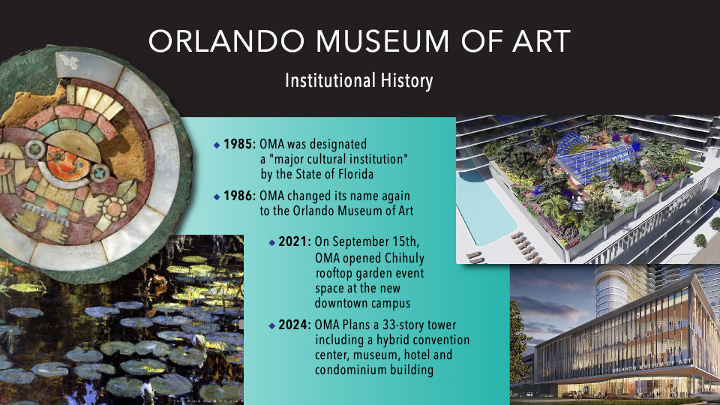 ORLANDO MUSEUM OF ART
Institutional History
◆ 1985: OMA was designated
a "major cultural institution"
by the State of Florida
◆ 1986: OMA changed its name again
to the Orlando Museum of Art
◆ 2021: On September 15th,
OMA opened Chihuly
rooftop garden event
space at the new
downtown campus
◆ 2024: OMA Plans a 33-story tower
including a hybrid convention
center, museum, hotel and
condominium building
ORLANDO MUSEUM OF ART